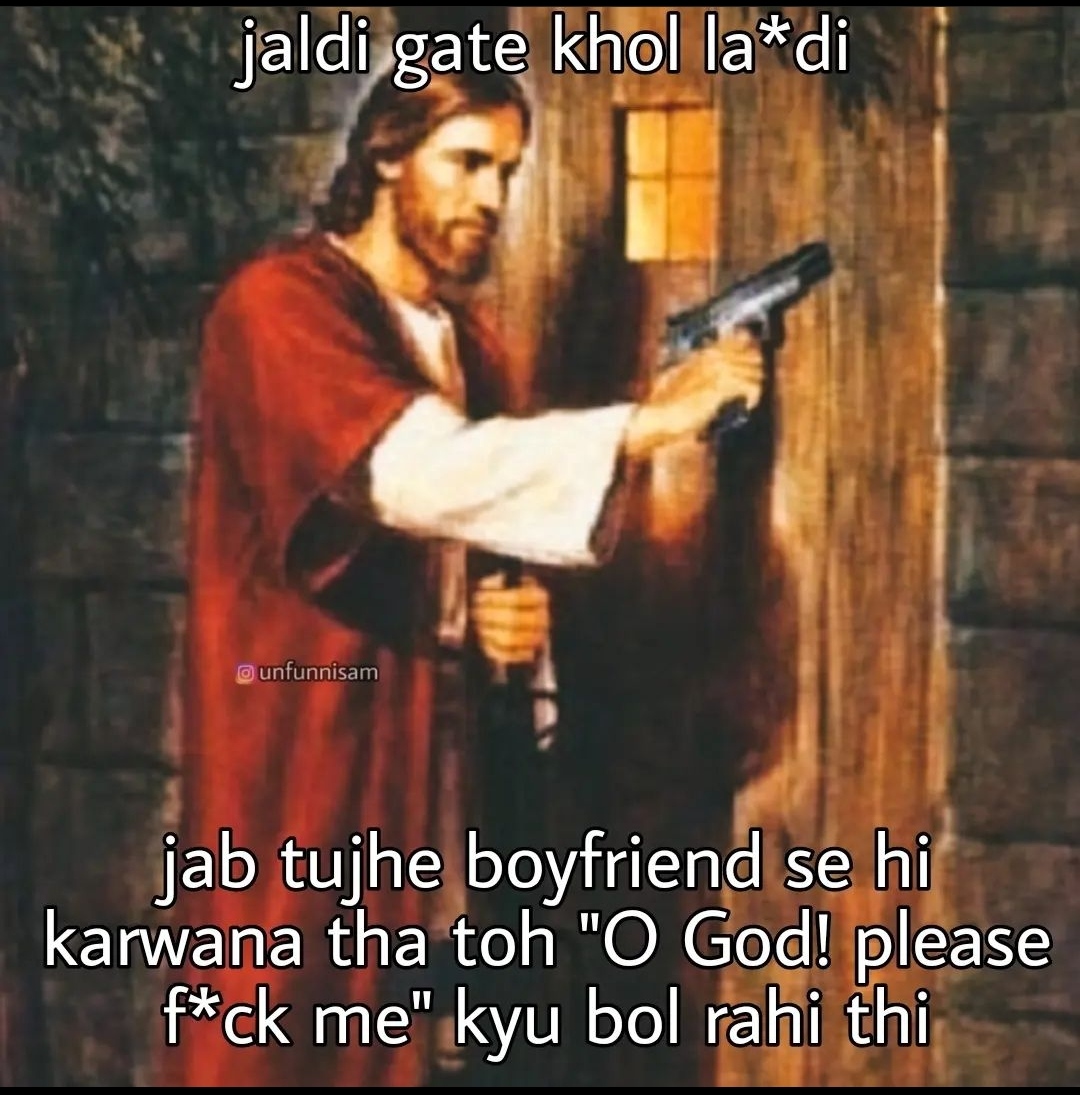 jaldi gate khol la*di
unfunnisam
jab tujhe boyfriend se hi
karwana tha toh "O God! please
f*ck me" kyu bol rahi thi